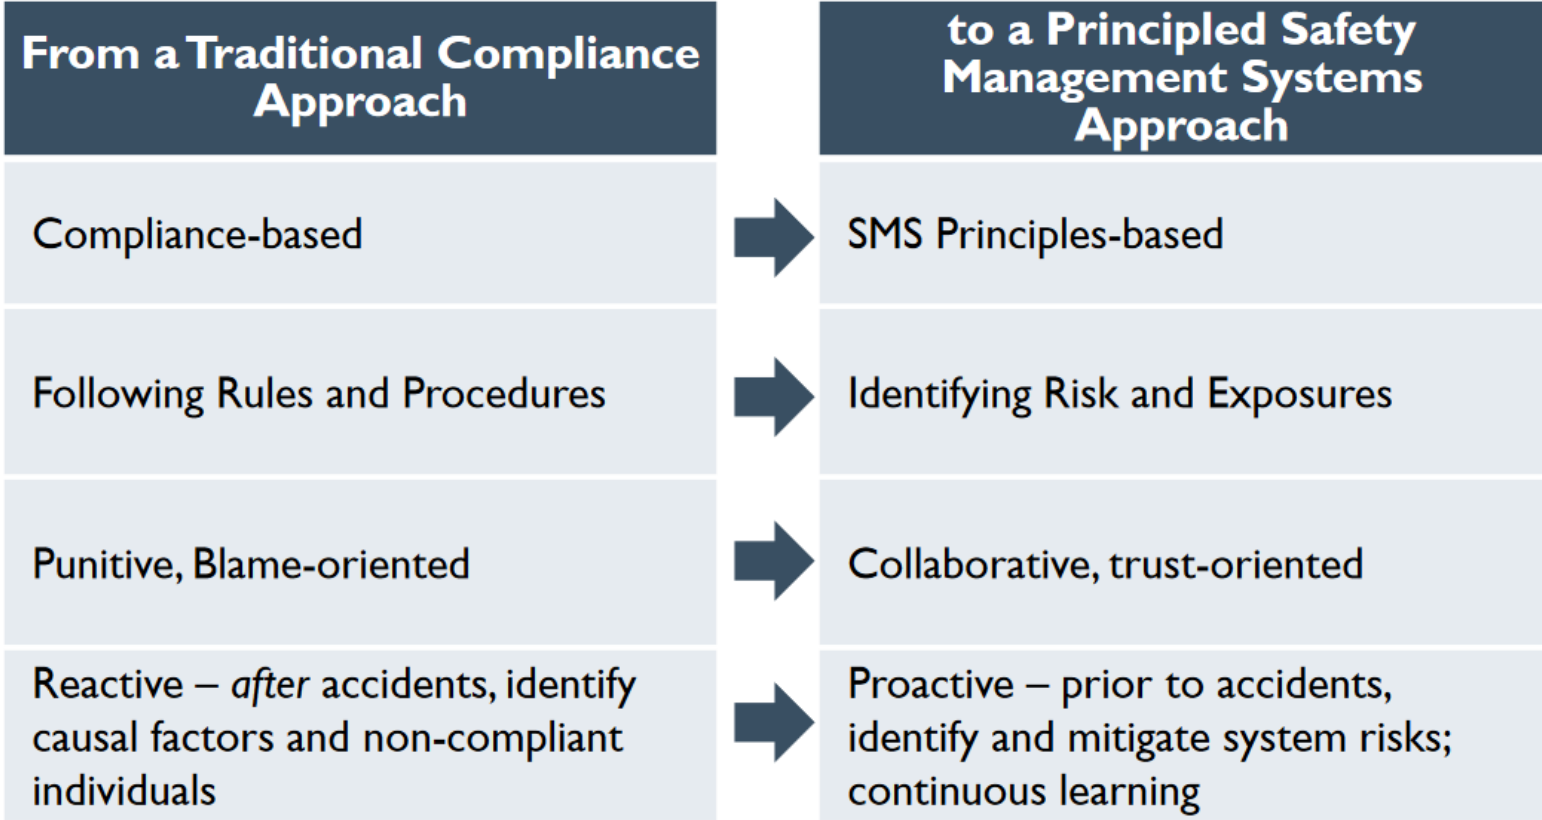 From a Traditional Compliance
Approach
to a Principled Safety
Management Systems
Approach
Compliance-based
SMS Principles-based
Following Rules and Procedures
Identifying Risk and Exposures
Punitive, Blame-oriented
Collaborative, trust-oriented
Reactive – after accidents, identify
causal factors and non-compliant
individuals
Proactive – prior to accidents,
identify and mitigate system risks;
continuous learning